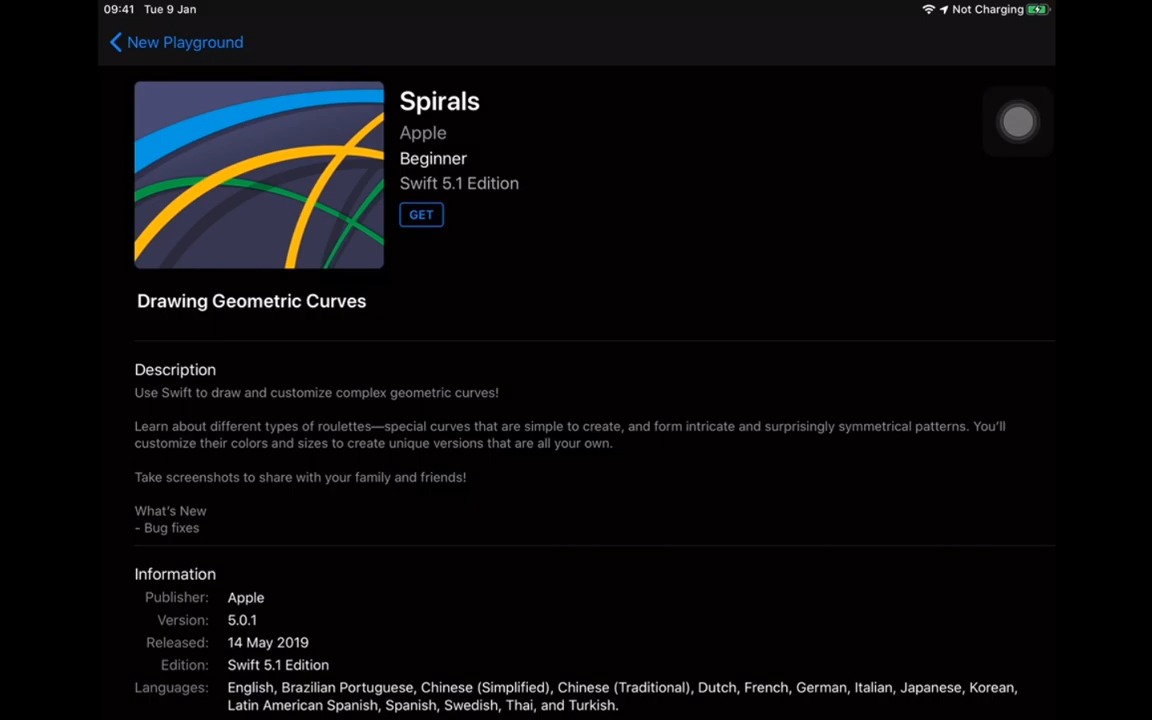 09:41 Tue 9 Jan
Not Charging
New Playground
Spirals
Apple
Beginner
Swift 5.1 Edition
GET
Drawing Geometric Curves
Description
Use Swift to draw and customize complex geometric curves!
Learn about different types of roulettes—special curves that are simple to create, and form intricate and surprisingly symmetrical patterns. You’ll
customize their colors and sizes to create unique versions that are all your own.
Take screenshots to share with your family and friends!
What’s New
- Bug fixes
Information
Publisher: Apple
Version: 5.0.1
Released: 14 May 2019
Edition: Swift 5.1 Edition
Languages: English, Brazilian Portuguese, Chinese (Simplified), Chinese (Traditional), Dutch, French, German, Italian, Japanese, Korean,
Latin American Spanish, Spanish, Swedish, Thai, and Turkish.